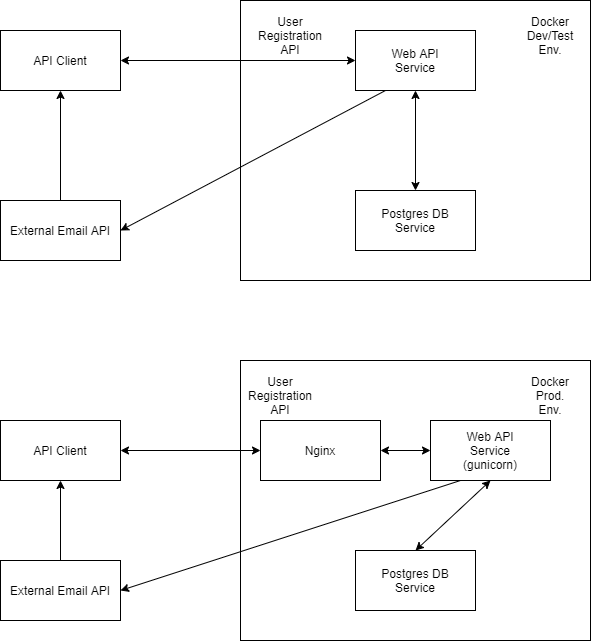 User
Registration
API
Docker
Dev/Test
Env.
API Client
Web API
Service
External Email API
Postgres DB
Service
User
Registration
API
Docker
Prod.
Env.
API Client
Nginx
Web API
Service
(gunicorn)
External Email API
Postgres DB
Service